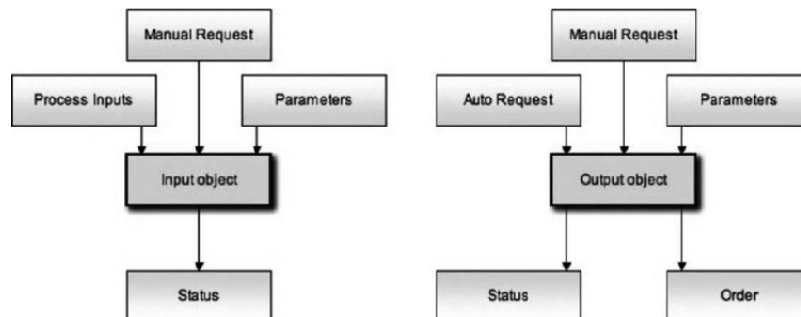 Manual Request
Process Inputs
Parameters
Input object
Status
Manual Request
Auto Request
Parameters
Output object
Status
Order